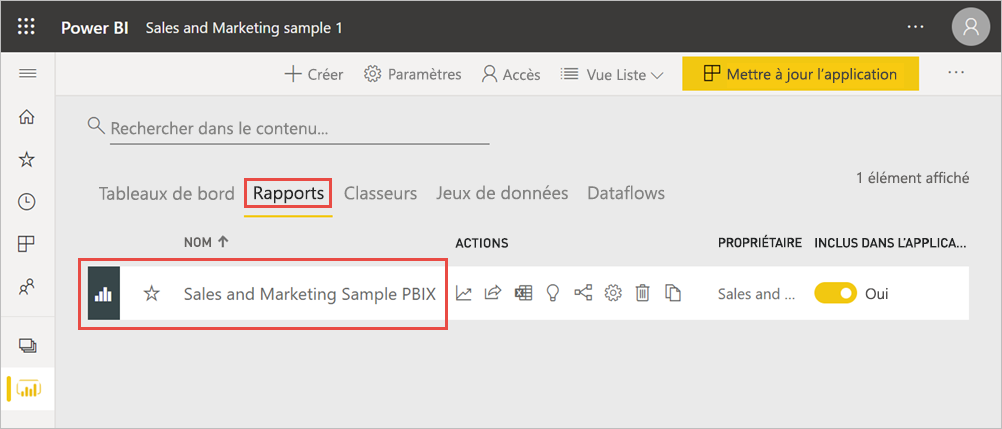 Power BI Sales and Marketing sample 1 ...
Créer Paramètres Accès Vue Liste Mettre à jour l'application ...
Rechercher dans le contenu...
Tableaux de bord Rapports Classeurs Jeux de données Dataflows 1 élément affiché
NOM ACTIONS PROPRIÉTAIRE INCLUS DANS L'APPLICA...
Sales and Marketing Sample PBIX Sales and ... Oui